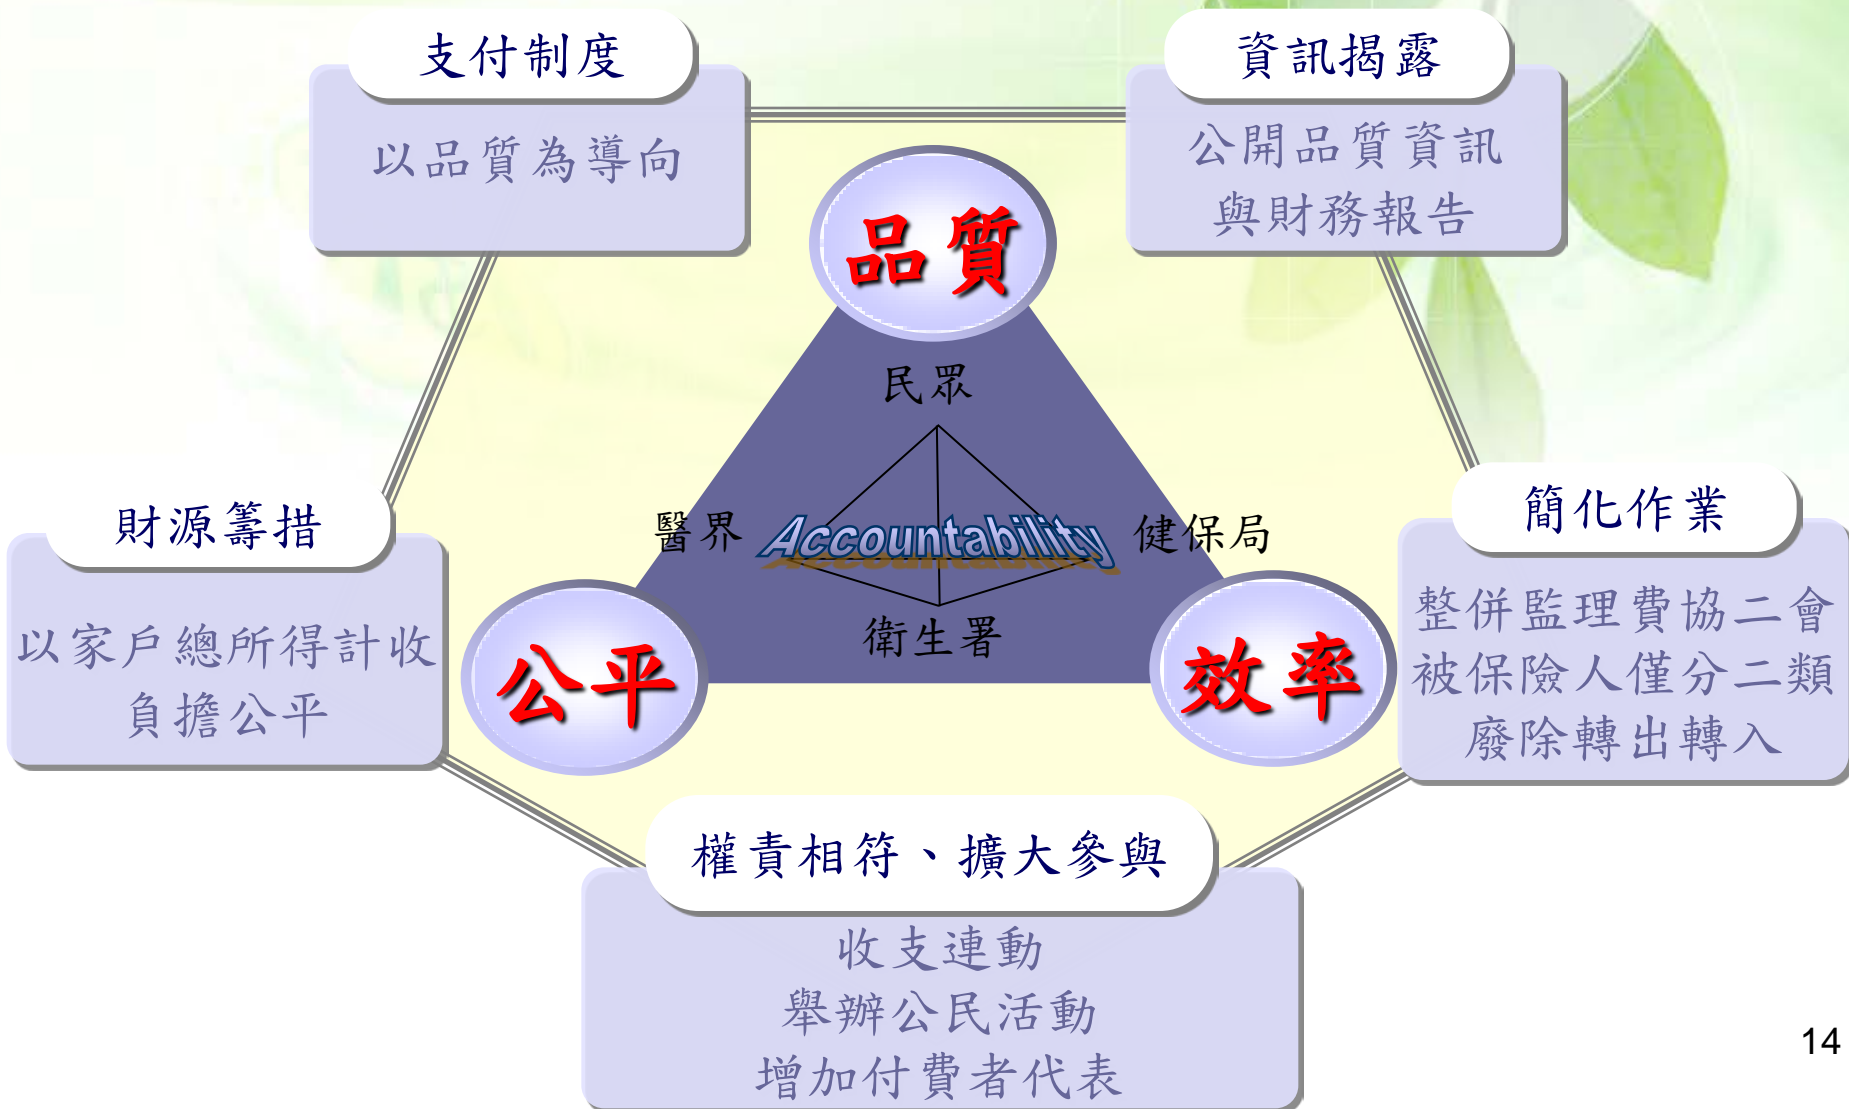 支付制度
以品質為導向
資訊揭露
公開品質資訊
與財務報告
品質
民眾
醫界
Accountability
健保局
衛生署
公平
效率
財源籌措
以家戶總所得計收
負擔公平
簡化作業
整併監理費協二會
被保險人僅分二類
廢除轉出轉入
權責相符、擴大參與
收支連動
舉辦公民活動
增加付費者代表
14